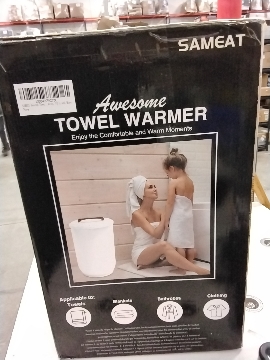 SAMEAT
Awesome
TOWEL WARMER
Enjoy the Comfortable and Warm Moments
Applicable to:
Towels
Blankets
Bathrobes
Clothing